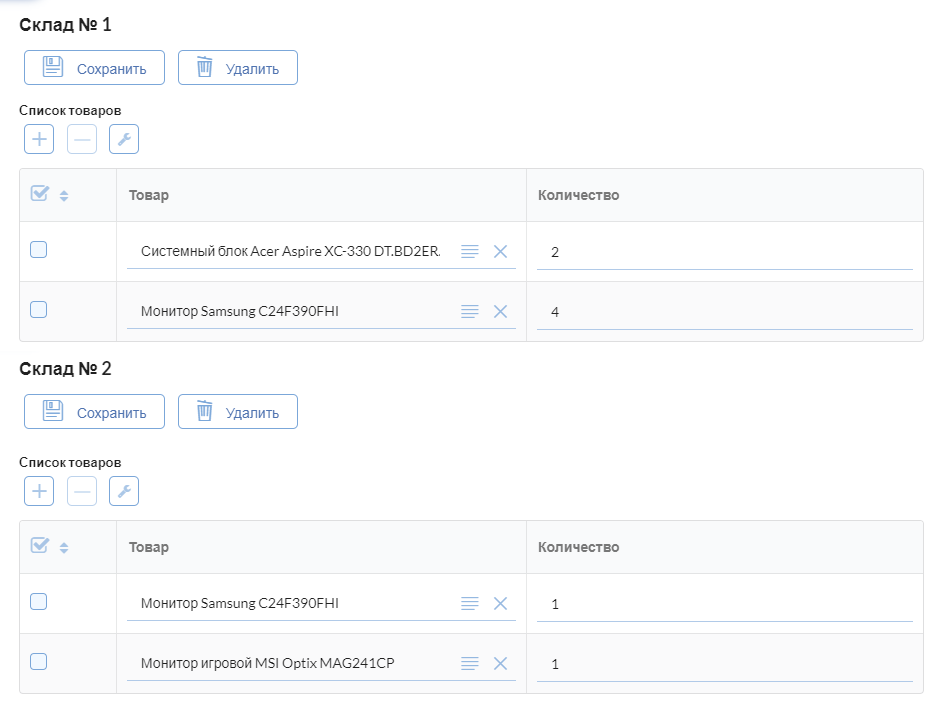 Склад № 1
Сохранить Удалить
Список товаров
Товар Количество
Системный блок Acer Aspire XC-330 DT.BD2ER. 2
Монитор Samsung C24F390FHI 4
Склад № 2
Сохранить Удалить
Список товаров
Товар Количество
Монитор Samsung C24F390FHI 1
Монитор игровой MSI Optix MAG241CP 1